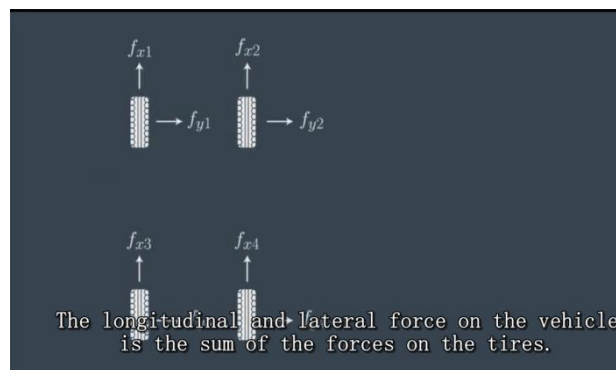 fx1 fx2
fy1 fy2
fx3 fx4
The longitudinal and lateral force on the vehicle
is the sum of the forces on the tires.